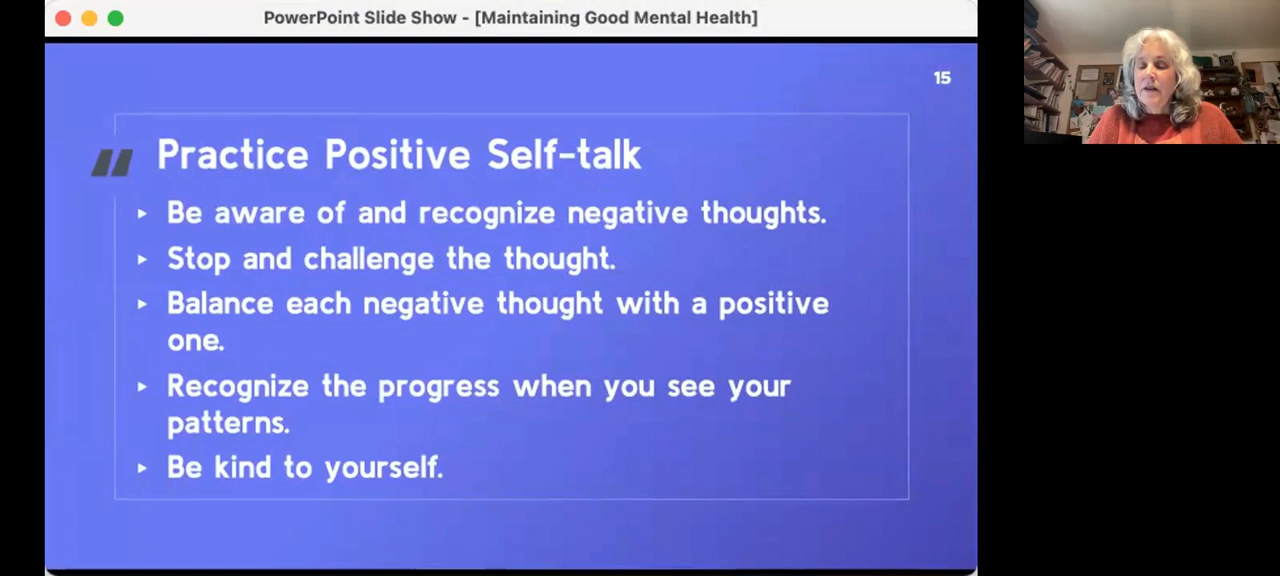 PowerPoint Slide Show - [Maintaining Good Mental Health]
15
Practice Positive Self-talk
Be aware of and recognize negative thoughts.
Stop and challenge the thought.
Balance each negative thought with a positive
one.
Recognize the progress when you see your
patterns.
Be kind to yourself.